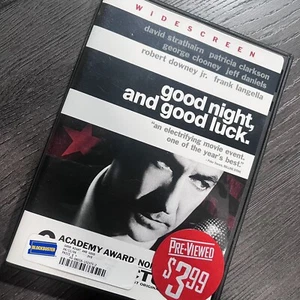 WIDESCREEN
david strathairn patricia clarkson
george clooney jeff daniels
robert downey jr. frank langella
good night,
and good luck.
"an electrifying movie event.
one of the year's best."
ACADEMY AWARD® NO
BLOCKBUSTER
PRE-VIEWED
$3.99